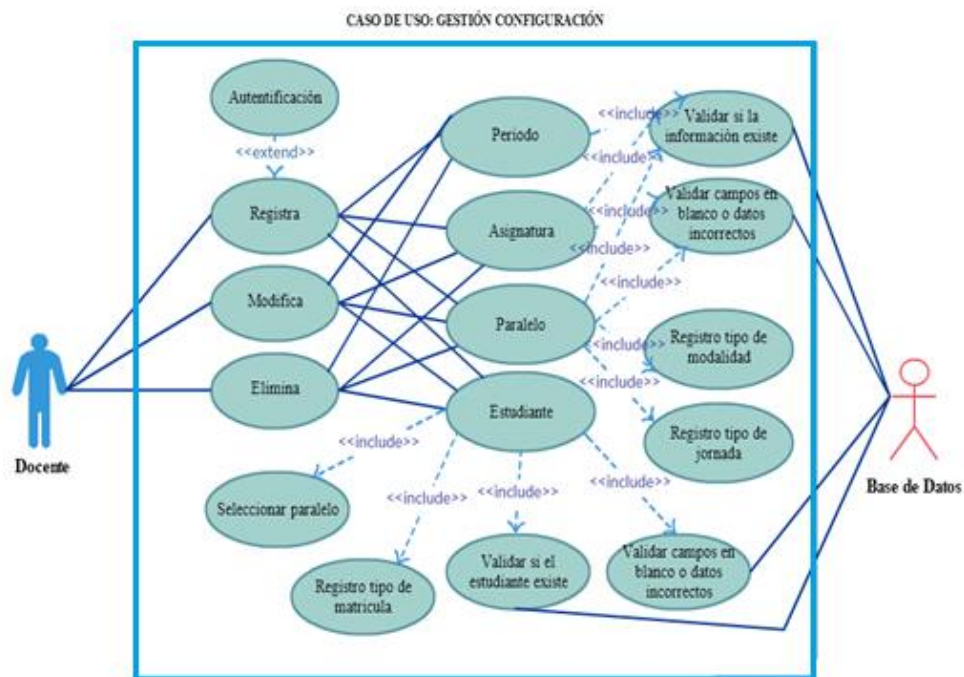 CASO DE USO: GESTIÓN CONFIGURACIÓN
Autentificación
<<extend>>
Registra
Modifica
Elimina
Docente
Periodo
Asignatura
Paralelo
Estudiante
<<include>>
<<include>>
<<include>>
<<include>>
<<include>>
<<include>>
<<include>>
Validar si la
información existe
Validar campos en
blanco o datos
incorrectos
Registro tipo de
modalidad
Registro tipo de
jornada
Base de Datos
<<include>>
<<include>>
<<include>>
<<include>>
Seleccionar paralelo
Registro tipo de
matricula
Validar si el
estudiante existe
Validar campos en
blanco o datos
incorrectos